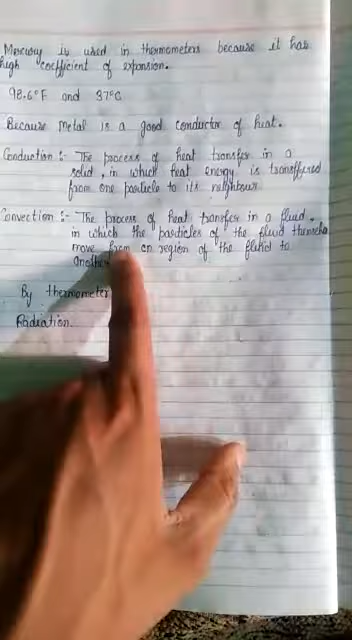 Mercury is used in thermometers because it has
high coefficient of expansion.
98.6°F and 37°C
Because metal is a good conductor of heat.
Conduction :- The process of heat transfer in a
solid, in which heat energy is transffered
from one particle to its neighbour
Convection :- The process of heat transfer in a fluid.
in which the particles of the fluid themselves
move from on region of the fluid to
By thermometer
Radiation.